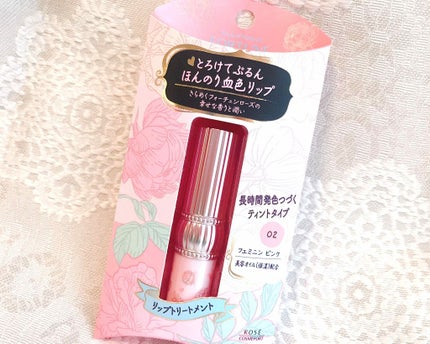 とろけてぷるん
ほんのり血色リップ
きらめくフォーチュンローズの
幸せな香りと潤い
長時間発色つづく
ティントタイプ
02
フェミニン ピンク
美容オイル(保湿)配合
リップトリートメント
KOSÉ
COSMEPORT